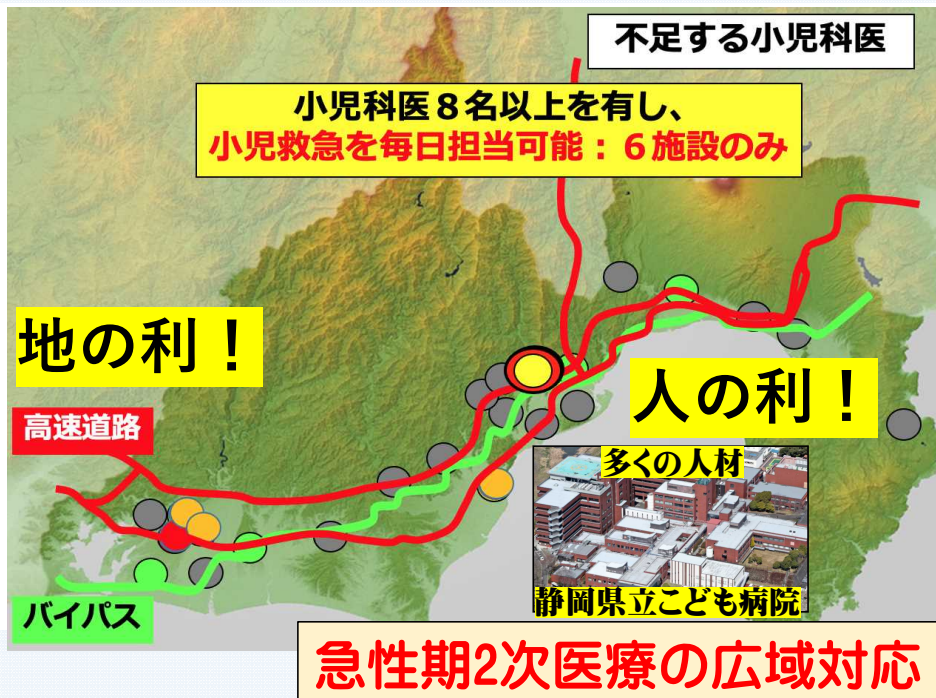 不足する小児科医
小児科医８名以上を有し、
小児救急を毎日担当可能：６施設のみ
地の利！
人の利！
高速道路
多くの人材
静岡県立こども病院
バイパス
急性期2次医療の広域対応